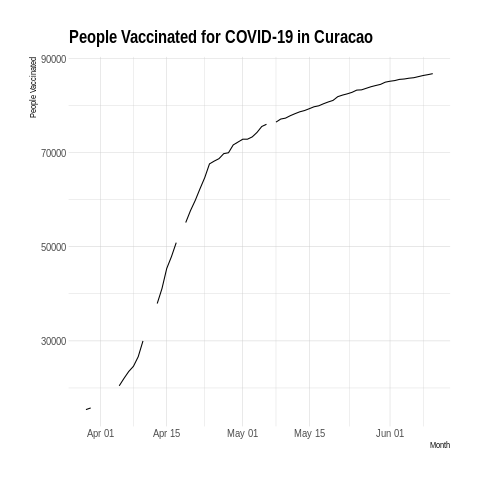 People Vaccinated for COVID-19 in Curacao
People Vaccinated
90000
70000
50000
30000
Apr 01
Apr 15
May 01
May 15
Jun 01
Month